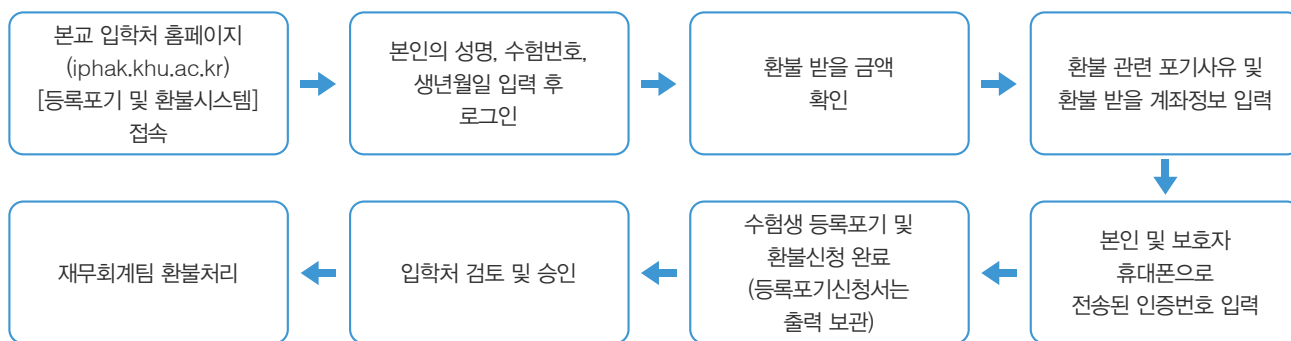 본교 입학처 홈페이지
(iphak.khu.ac.kr)
[등록포기 및 환불시스템]
접속
본인의 성명, 수험번호,
생년월일 입력 후
로그인
환불 받을 금액
확인
환불 관련 포기사유 및
환불 받을 계좌정보 입력
본인 및 보호자
휴대폰으로
전송된 인증번호 입력
수험생 등록포기 및
환불신청 완료
(등록포기신청서는
출력 보관)
입학처 검토 및 승인
재무회계팀 환불처리